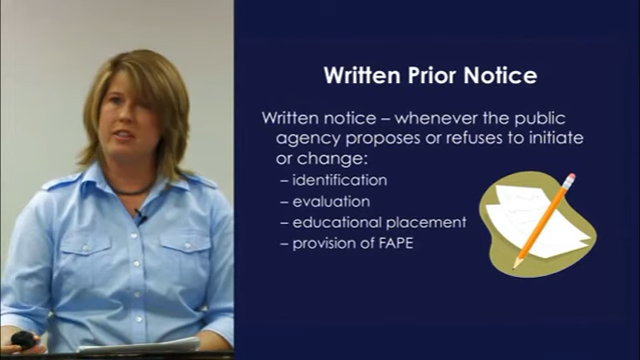 Written Prior Notice
Written notice – whenever the public
agency proposes or refuses to initiate
or change:
– identification
– evaluation
– educational placement
– provision of FAPE